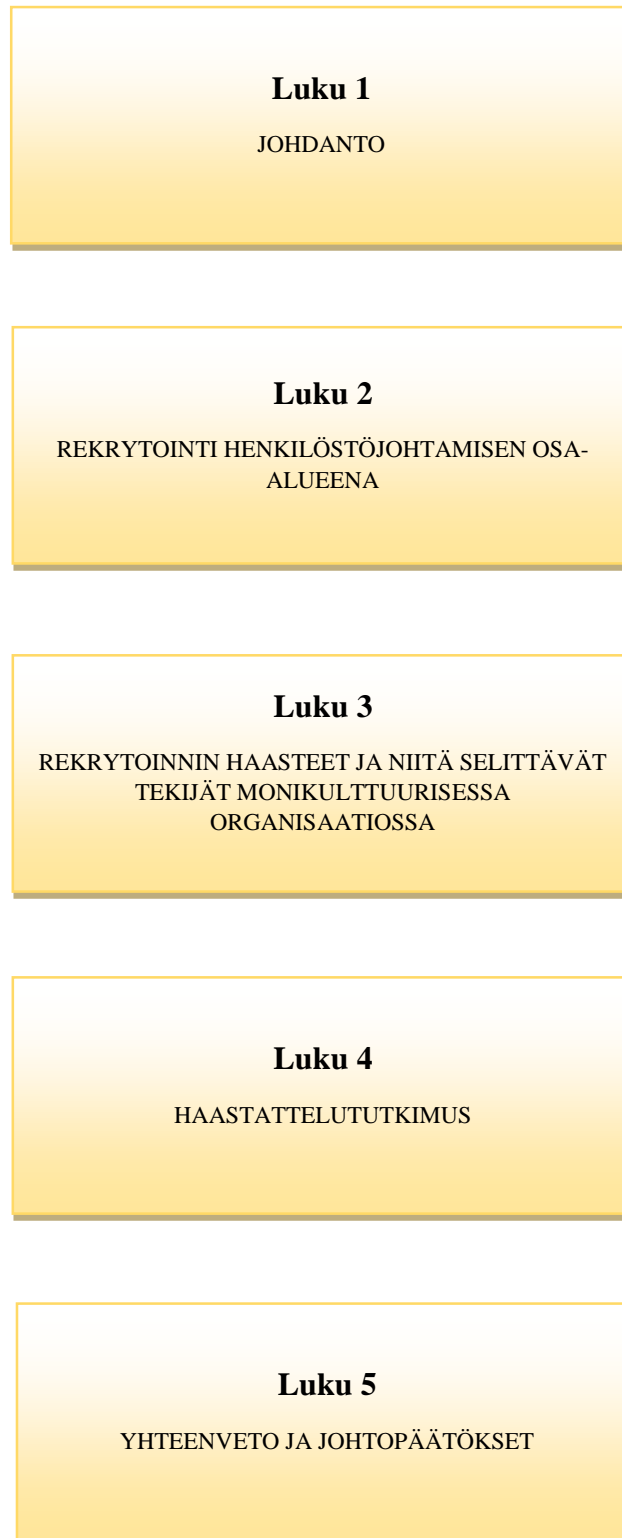 Luku 1
JOHDANTO
Luku 2
REKRYTOINTI HENKILÖSTÖJOHTAMISEN OSA-
ALUEENA
Luku 3
REKRYTOINNIN HAASTEET JA NIITÄ SELITTÄVÄT
TEKIJÄT MONIKULTTUURISESSA
ORGANISAATIOSSA
Luku 4
HAASTATTELUTUTKIMUS
Luku 5
YHTEENVETO JA JOHTOPÄÄTÖKSET